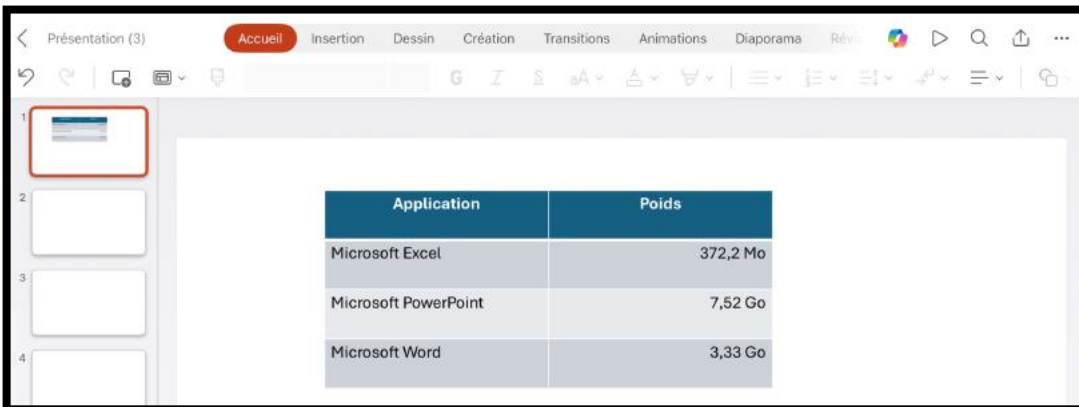 Présentation (3) Accueil Insertion Dessin Création Transitions Animations Diaporama
G I S aA A
1
2
3
4
Application Poids
Microsoft Excel 372,2 Mo
Microsoft PowerPoint 7,52 Go
Microsoft Word 3,33 Go